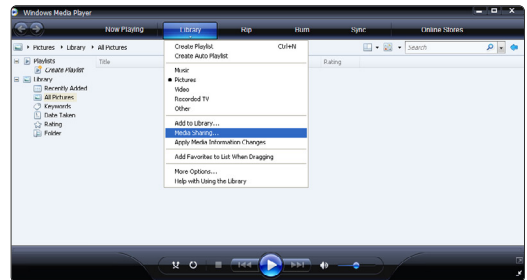 Windows Media Player
Now Playing Library Rip Burn Sync Online Stores
Pictures Library All Pictures Search
Playlists
Create Playlist
Library
Recently Added
All Pictures
Keywords
Date Taken
Rating
Folder
Title Rating
Create Playlist Ctrl+N
Create Auto Playlist
Music
Pictures
Video
Recorded TV
Other
Add to Library...
Media Sharing...
Apply Media Information Changes
Add Favorites to List When Dragging
More Options...
Help with Using the Library